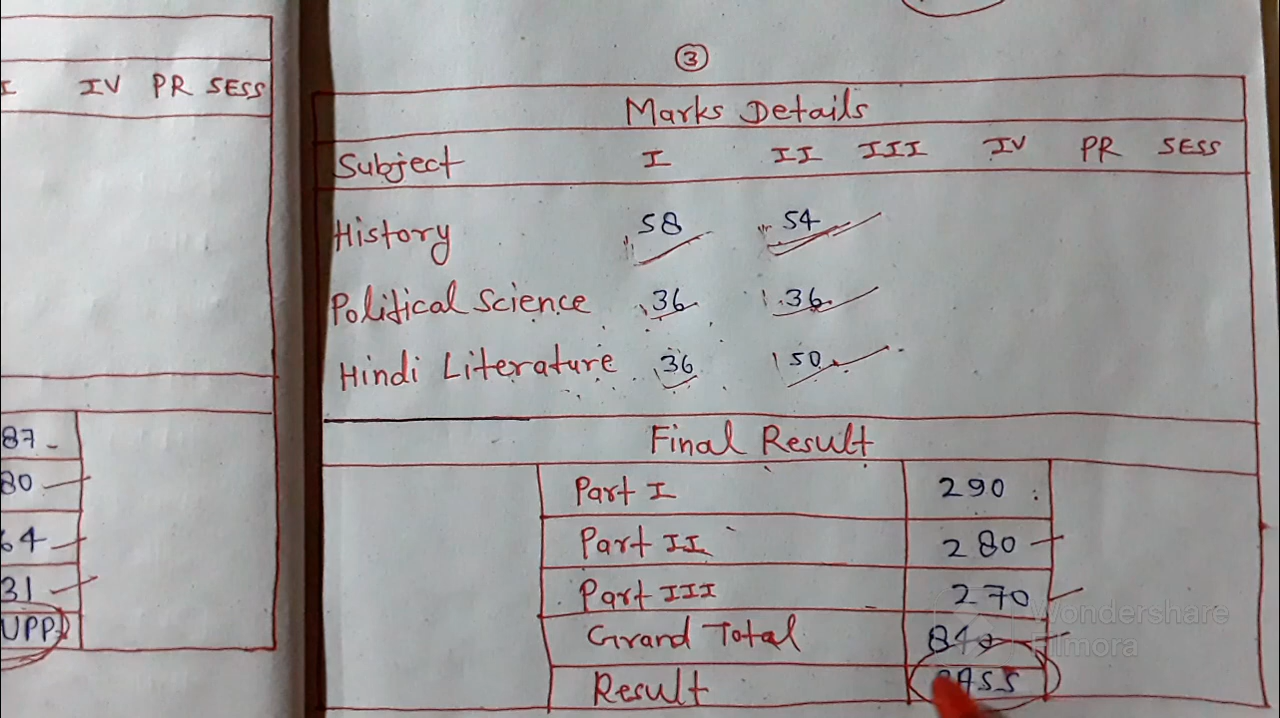 I IV PR SESS
87
80
64
31
UPP
3
Marks Details
Subject I II III IV PR SESS
History 58 54
Political Science 36 36
Hindi Literature 36 50
Final Result
Part I 290
Part II 280
Part III 270
Grand Total 840
Result PASS
Wondershare
Filmora